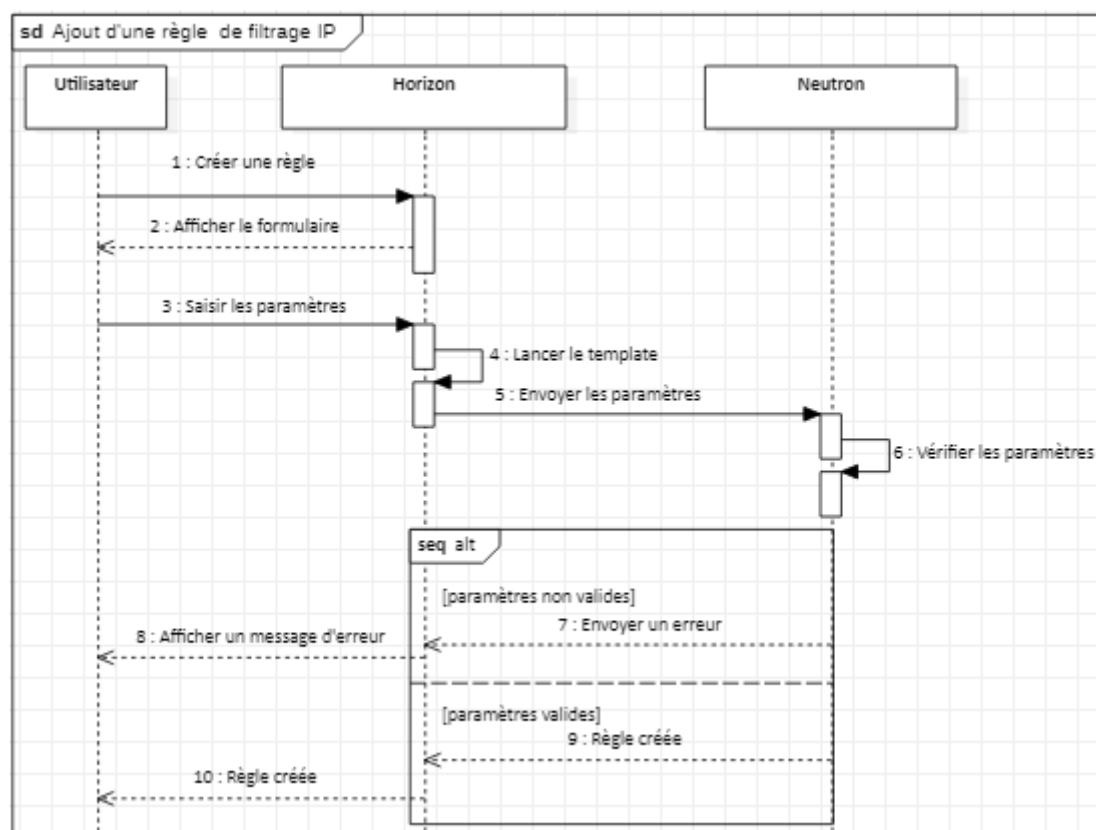 sd Ajout d'une règle de filtrage IP
Utilisateur
Horizon
Neutron
1 : Créer une règle
2 : Afficher le formulaire
3 : Saisir les paramètres
4 : Lancer le template
5 : Envoyer les paramètres
6 : Vérifier les paramètres
seq alt
[paramètres non valides]
7 : Envoyer un erreur
8 : Afficher un message d'erreur
[paramètres valides]
9 : Règle créée
10 : Règle créée